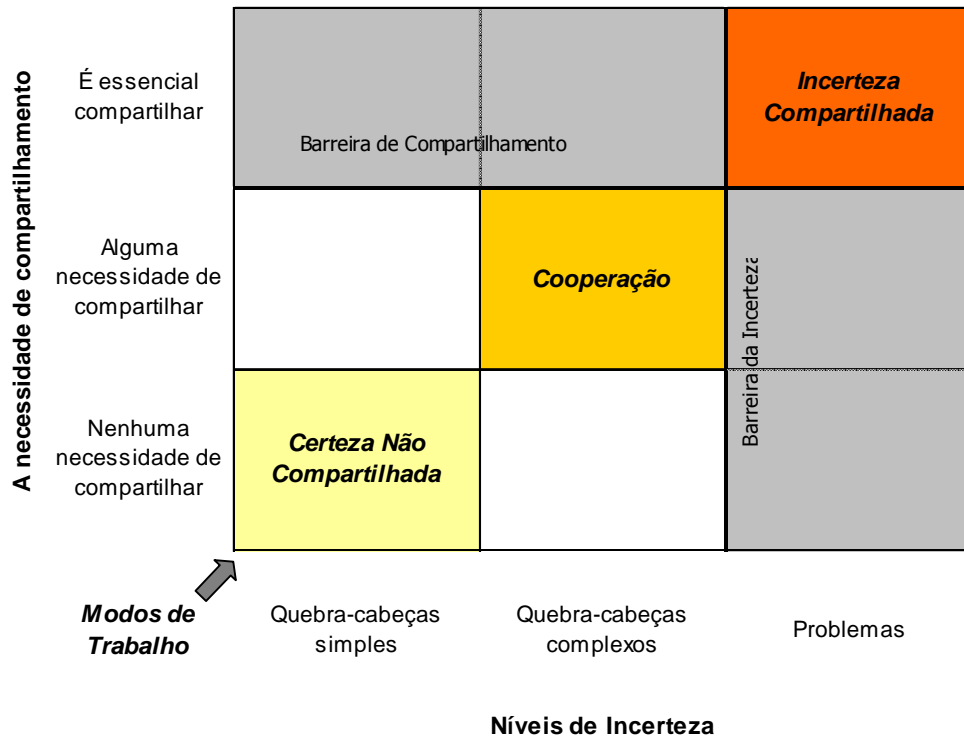 A necessidade de compartilhamento
É essencial
compartilhar
Incerteza
Compartilhada
Barreira de Compartilhamento
Alguma
necessidade de
compartilhar
Cooperação
Barreira da Incerteza
Nenhuma
necessidade de
compartilhar
Certeza Não
Compartilhada
Modos de
Trabalho
Quebra-cabeças
simples
Quebra-cabeças
complexos
Problemas
Níveis de Incerteza